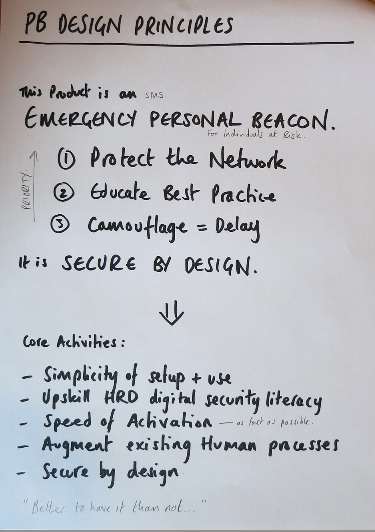 PB DESIGN PRINCIPLES
This Product is an SMS
EMERGENCY PERSONAL BEACON.
for individuals at Risk.
PRIORITY
① Protect the Network
② Educate Best Practice
③ Camouflage = Delay
It is SECURE BY DESIGN.
Core Activities:
- Simplicity of setup + use
- Upskill HRD digital security literacy
- Speed of Activation — as fast as possible.
- Augment existing Human processes
- Secure by design
"Better to have it than not..."